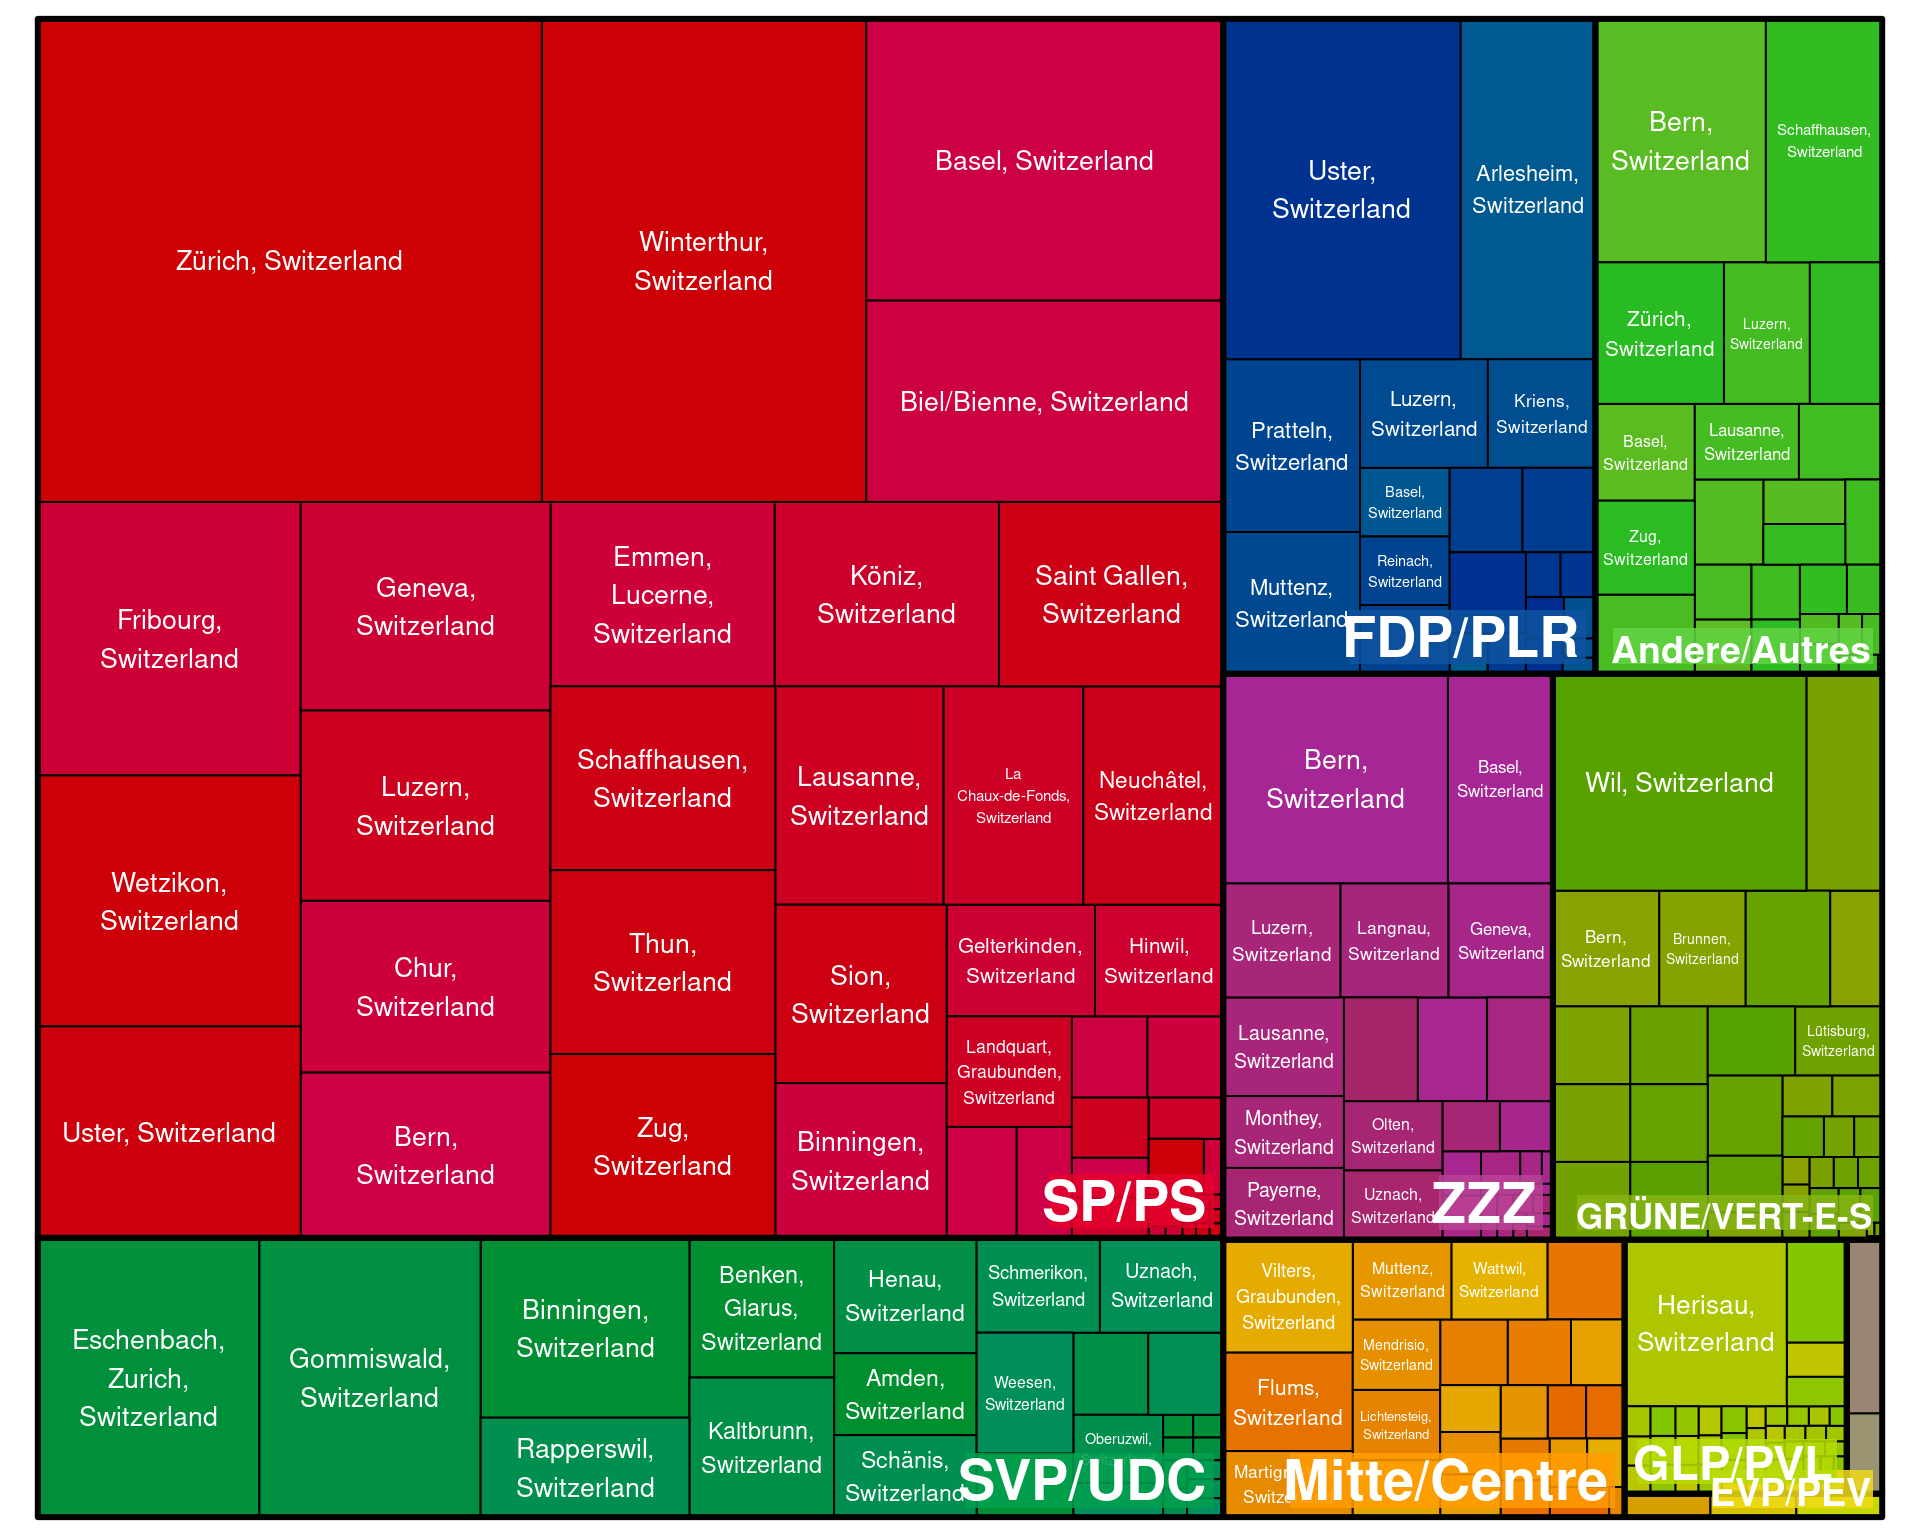 Zürich, Switzerland
Winterthur,
Switzerland
Basel, Switzerland
Biel/Bienne, Switzerland
Fribourg,
Switzerland
Wetzikon,
Switzerland
Uster, Switzerland
Geneva,
Switzerland
Luzern,
Switzerland
Chur,
Switzerland
Bern,
Switzerland
Emmen,
Lucerne,
Switzerland
Schaffhausen,
Switzerland
Thun,
Switzerland
Zug,
Switzerland
Köniz,
Switzerland
Saint Gallen,
Switzerland
Lausanne,
Switzerland
La
Chaux-de-Fonds,
Switzerland
Neuchâtel,
Switzerland
Sion,
Switzerland
Binningen,
Switzerland
Gelterkinden,
Switzerland
Hinwil,
Switzerland
Landquart,
Graubunden,
Switzerland
SP/PS
Uster,
Switzerland
Arlesheim,
Switzerland
Pratteln,
Switzerland
Muttenz,
Switzerland
Luzern,
Switzerland
Kriens,
Switzerland
Basel,
Switzerland
Reinach,
Switzerland
FDP/PLR
Bern,
Switzerland
Schaffhausen,
Switzerland
Zürich,
Switzerland
Luzern,
Switzerland
Basel,
Switzerland
Lausanne,
Switzerland
Zug,
Switzerland
Andere/Autres
Bern,
Switzerland
Basel,
Switzerland
Luzern,
Switzerland
Langnau,
Switzerland
Geneva,
Switzerland
Lausanne,
Switzerland
Monthey,
Switzerland
Payerne,
Switzerland
Olten,
Switzerland
Uznach,
Switzerland
ZZZ
Wil, Switzerland
Bern,
Switzerland
Brunnen,
Switzerland
Lütisburg,
Switzerland
GRÜNE/VERT-E-S
Eschenbach,
Zurich,
Switzerland
Gommiswald,
Switzerland
Binningen,
Switzerland
Rapperswil,
Switzerland
Benken,
Glarus,
Switzerland
Kaltbrunn,
Switzerland
Henau,
Switzerland
Amden,
Switzerland
Schänis,
Switzerland
Schmerikon,
Switzerland
Uznach,
Switzerland
Weesen,
Switzerland
Oberuzwil,
SVP/UDC
Vilters,
Graubunden,
Switzerland
Flums,
Switzerland
Muttenz,
Switzerland
Wattwil,
Switzerland
Mendrisio,
Switzerland
Lichtensteig,
Switzerland
Mitte/Centre
Herisau,
Switzerland
GLP/PVL
EVP/PEV